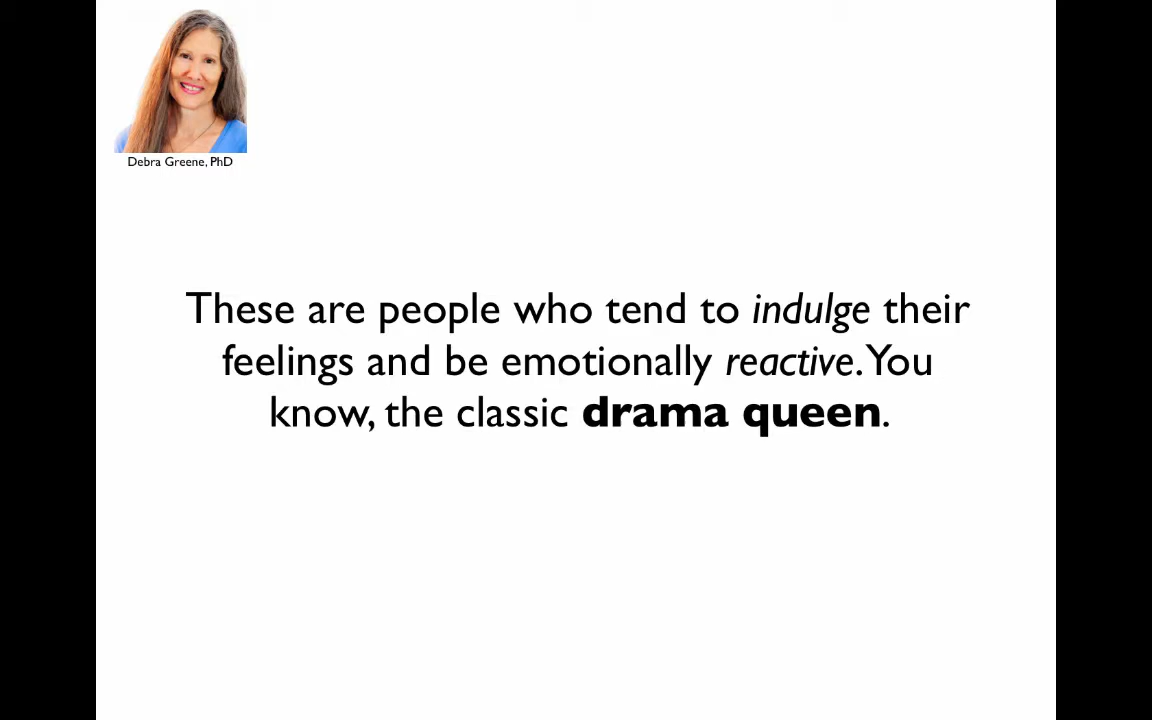 Debra Greene, PhD
These are people who tend to indulge their
feelings and be emotionally reactive. You
know, the classic drama queen.